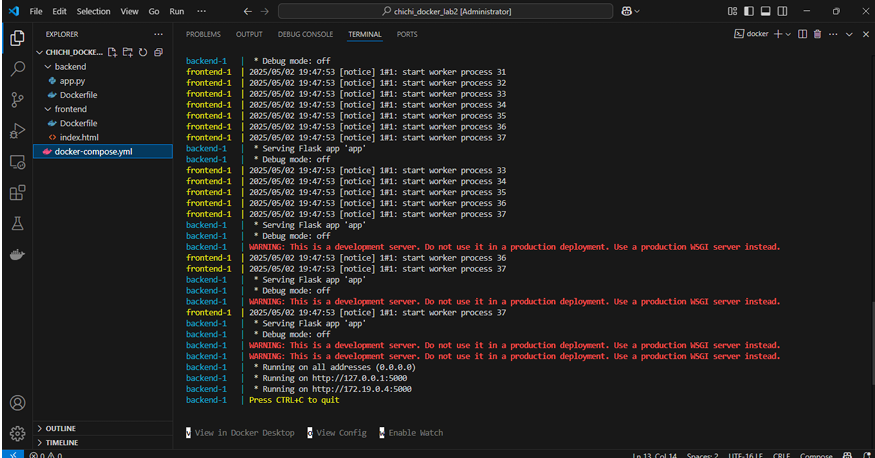 File Edit Selection View Go Run ··· chichi_docker_lab2 [Administrator]
EXPLORER ···
PROBLEMS OUTPUT DEBUG CONSOLE TERMINAL PORTS docker
CHICHI_DOCKE...
backend
app.py
Dockerfile
frontend
Dockerfile
index.html
docker-compose.yml
OUTLINE
TIMELINE
backend-1 | * Debug mode: off
frontend-1 | 2025/05/02 19:47:53 [notice] 1#1: start worker process 31
frontend-1 | 2025/05/02 19:47:53 [notice] 1#1: start worker process 32
frontend-1 | 2025/05/02 19:47:53 [notice] 1#1: start worker process 33
frontend-1 | 2025/05/02 19:47:53 [notice] 1#1: start worker process 34
frontend-1 | 2025/05/02 19:47:53 [notice] 1#1: start worker process 35
frontend-1 | 2025/05/02 19:47:53 [notice] 1#1: start worker process 36
frontend-1 | 2025/05/02 19:47:53 [notice] 1#1: start worker process 37
backend-1 | * Serving Flask app 'app'
backend-1 | * Debug mode: off
frontend-1 | 2025/05/02 19:47:53 [notice] 1#1: start worker process 33
frontend-1 | 2025/05/02 19:47:53 [notice] 1#1: start worker process 34
frontend-1 | 2025/05/02 19:47:53 [notice] 1#1: start worker process 35
frontend-1 | 2025/05/02 19:47:53 [notice] 1#1: start worker process 36
frontend-1 | 2025/05/02 19:47:53 [notice] 1#1: start worker process 37
backend-1 | * Serving Flask app 'app'
backend-1 | * Debug mode: off
backend-1 | WARNING: This is a development server. Do not use it in a production deployment. Use a production WSGI server instead.
frontend-1 | 2025/05/02 19:47:53 [notice] 1#1: start worker process 36
frontend-1 | 2025/05/02 19:47:53 [notice] 1#1: start worker process 37
backend-1 | * Serving Flask app 'app'
backend-1 | * Debug mode: off
backend-1 | WARNING: This is a development server. Do not use it in a production deployment. Use a production WSGI server instead.
frontend-1 | 2025/05/02 19:47:53 [notice] 1#1: start worker process 37
backend-1 | * Serving Flask app 'app'
backend-1 | * Debug mode: off
backend-1 | WARNING: This is a development server. Do not use it in a production deployment. Use a production WSGI server instead.
backend-1 | WARNING: This is a development server. Do not use it in a production deployment. Use a production WSGI server instead.
backend-1 | * Running on all addresses (0.0.0.0)
backend-1 | * Running on http://127.0.0.1:5000
backend-1 | * Running on http://172.19.0.4:5000
backend-1 | Press CTRL+C to quit
v View in Docker Desktop o View Config w Enable Watch
0 0 Ln 13, Col 14 Spaces: 2 UTF-16 LE CRLF Compose